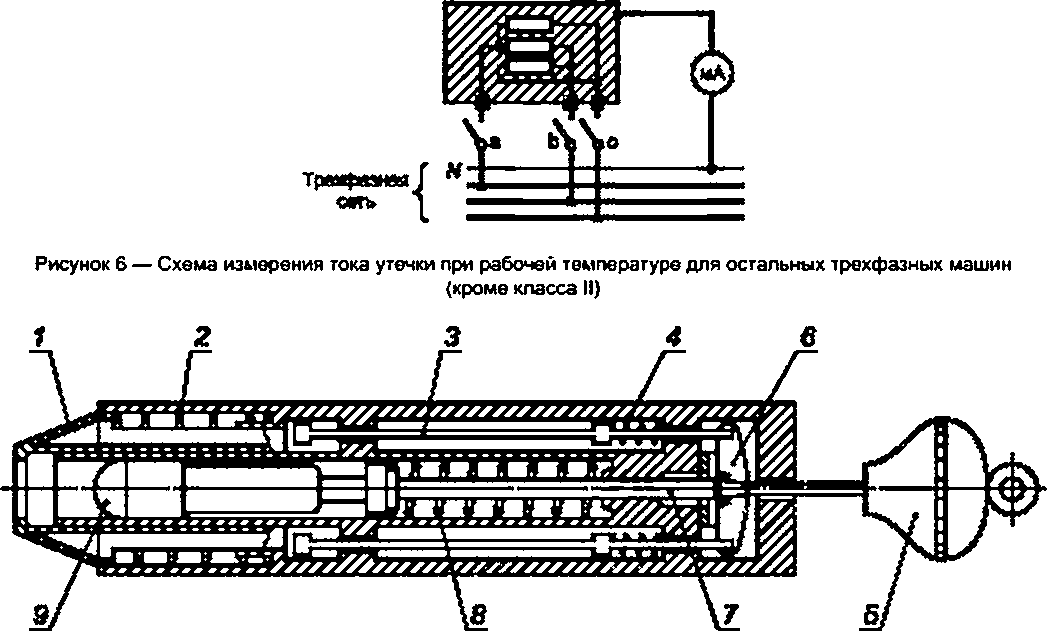 мА
a b c
N
Трехфазная
сеть
Рисунок 6 — Схема измерения тока утечки при рабочей температуре для остальных трехфазных машин
(кроме класса II)
1 2 3 4 6
9 8 7 5